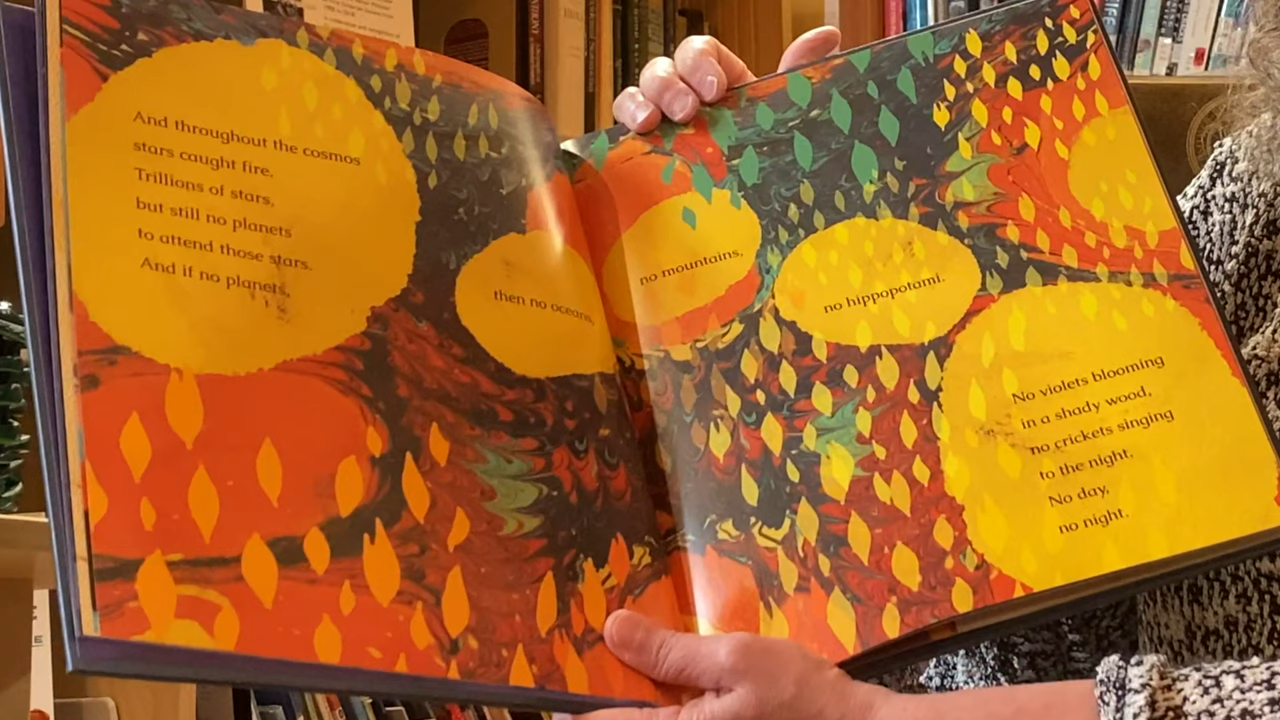 And throughout the cosmos
stars caught fire.
Trillions of stars,
but still no planets
to attend those stars.
And if no planets,
then no oceans,
no mountains,
no hippopotami.
No violets blooming
in a shady wood,
no crickets singing
to the night.
No day,
no night.